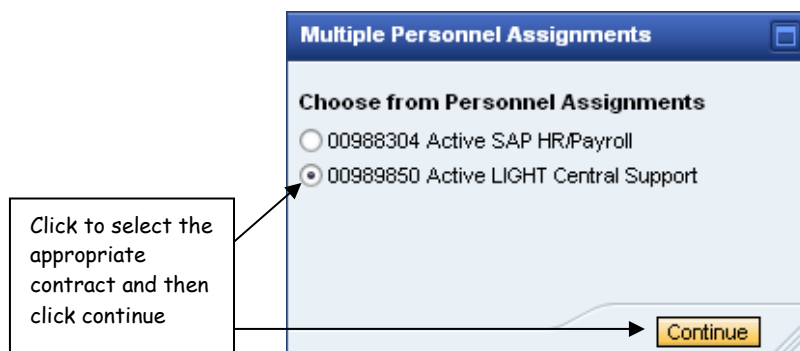 Multiple Personnel Assignments
Choose from Personnel Assignments
00988304 Active SAP HR/Payroll
00989850 Active LIGHT Central Support
Click to select the
appropriate
contract and then
click continue
Continue